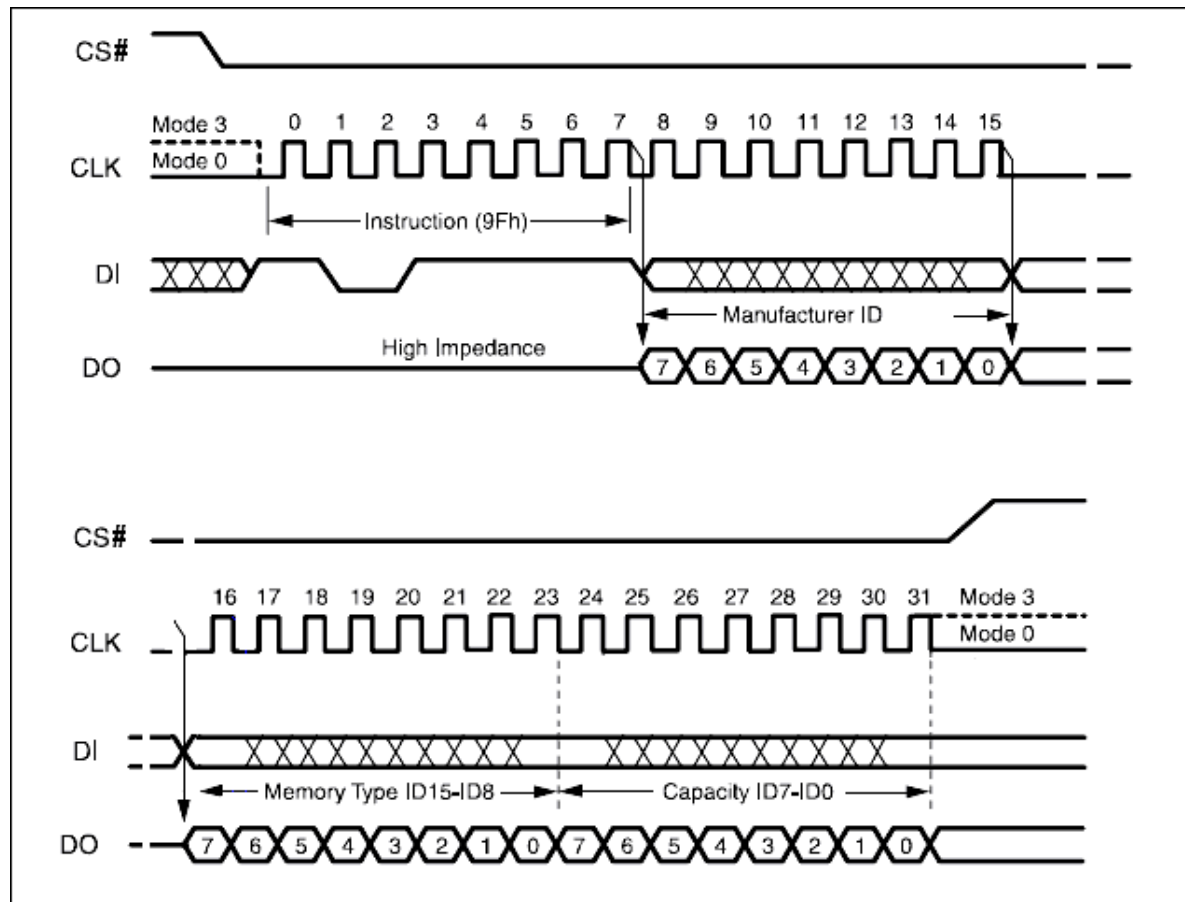 CS#
Mode 3
0 1 2 3 4 5 6 7 8 9 10 11 12 13 14 15
CLK
Mode 0
Instruction (9Fh)
DI
Manufacturer ID
High Impedance
DO
7 6 5 4 3 2 1 0
CS#
16 17 18 19 20 21 22 23 24 25 26 27 28 29 30 31
Mode 3
CLK
Mode 0
DI
Memory Type ID15-ID8
Capacity ID7-ID0
DO
7 6 5 4 3 2 1 0 7 6 5 4 3 2 1 0